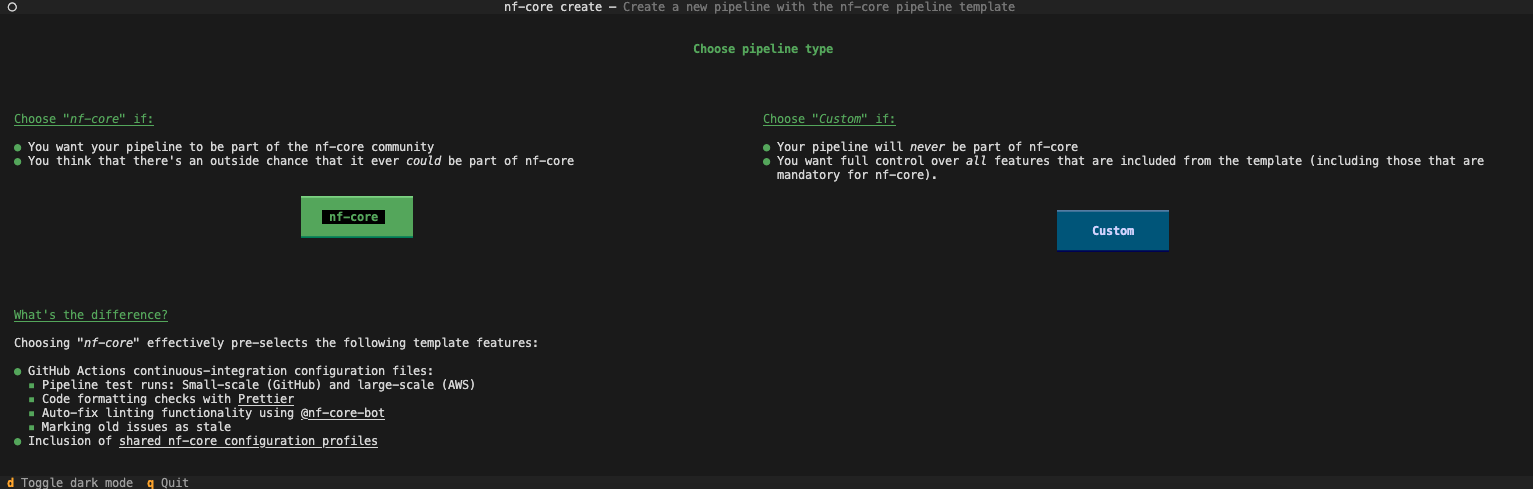 nf-core create — Create a new pipeline with the nf-core pipeline template
Choose pipeline type
Choose "nf-core" if:
● You want your pipeline to be part of the nf-core community
● You think that there's an outside chance that it ever could be part of nf-core
nf-core
Choose "Custom" if:
● Your pipeline will never be part of nf-core
● You want full control over all features that are included from the template (including those that are
mandatory for nf-core).
Custom
What's the difference?
Choosing "nf-core" effectively pre-selects the following template features:
● GitHub Actions continuous-integration configuration files:
▪ Pipeline test runs: Small-scale (GitHub) and large-scale (AWS)
▪ Code formatting checks with Prettier
▪ Auto-fix linting functionality using @nf-core-bot
▪ Marking old issues as stale
● Inclusion of shared nf-core configuration profiles
d Toggle dark mode q Quit